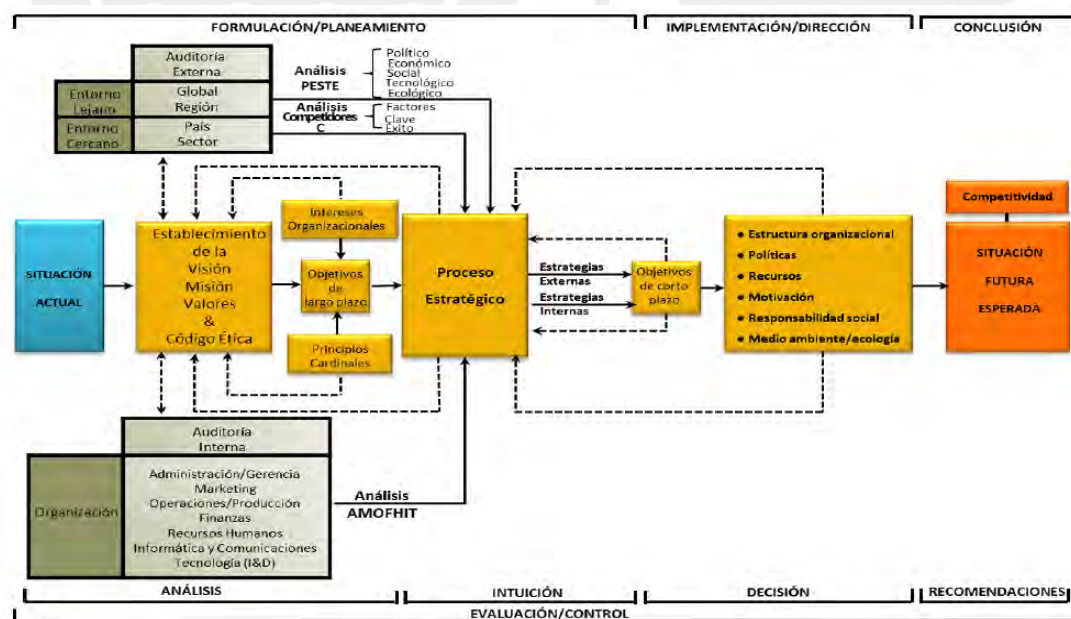 FORMULACIÓN/PLANEAMIENTO
IMPLEMENTACIÓN/DIRECCIÓN
CONCLUSIÓN
Auditoría
Externa
Entorno
Lejano
Global
Región
Entorno
Cercano
País
Sector
Análisis
PESTE
Político
Económico
Social
Tecnológico
Ecológico
Análisis
Competidores
C
Factores
Clave
Éxito
SITUACIÓN
ACTUAL
Establecimiento
de la
Visión
Misión
Valores
&
Código Ética
Intereses
Organizacionales
Objetivos
de
largo plazo
Principios
Cardinales
Proceso
Estratégico
Estrategias
Externas
Estrategias
Internas
Objetivos
de corto
plazo
• Estructura organizacional
• Políticas
• Recursos
• Motivación
• Responsabilidad social
• Medio ambiente/ecología
Competitividad
SITUACIÓN
FUTURA
ESPERADA
Auditoría
Interna
Organización
Administración/Gerencia
Marketing
Operaciones/Producción
Finanzas
Recursos Humanos
Informática y Comunicaciones
Tecnología (I&D)
Análisis
AMOFHIT
ANÁLISIS
INTUICIÓN
DECISIÓN
RECOMENDACIONES
EVALUACIÓN/CONTROL